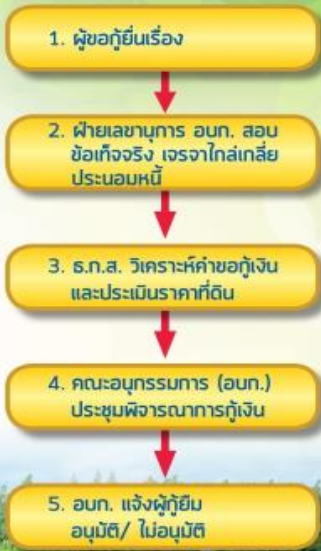 1. ผู้ขอกู้ยื่นเรื่อง
2. ฝ่ายเลขานุการ อบก. สอบ
ข้อเท็จจริง เจรจาไกล่เกลี่ย
ประนอมหนี้
3. ธ.ก.ส. วิเคราะห์คำขอกู้เงิน
และประเมินราคาที่ดิน
4. คณะอนุกรรมการ (อบก.)
ประชุมพิจารณาการกู้เงิน
5. อบก. แจ้งผู้กู้ยืม
อนุมัติ/ ไม่อนุมัติ